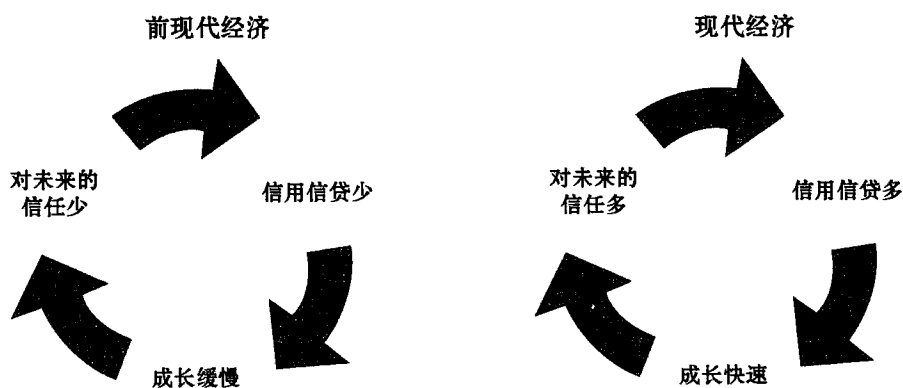 前现代经济
对未来的
信任少
信用信贷少
成长缓慢
现代经济
对未来的
信任多
信用信贷多
成长快速